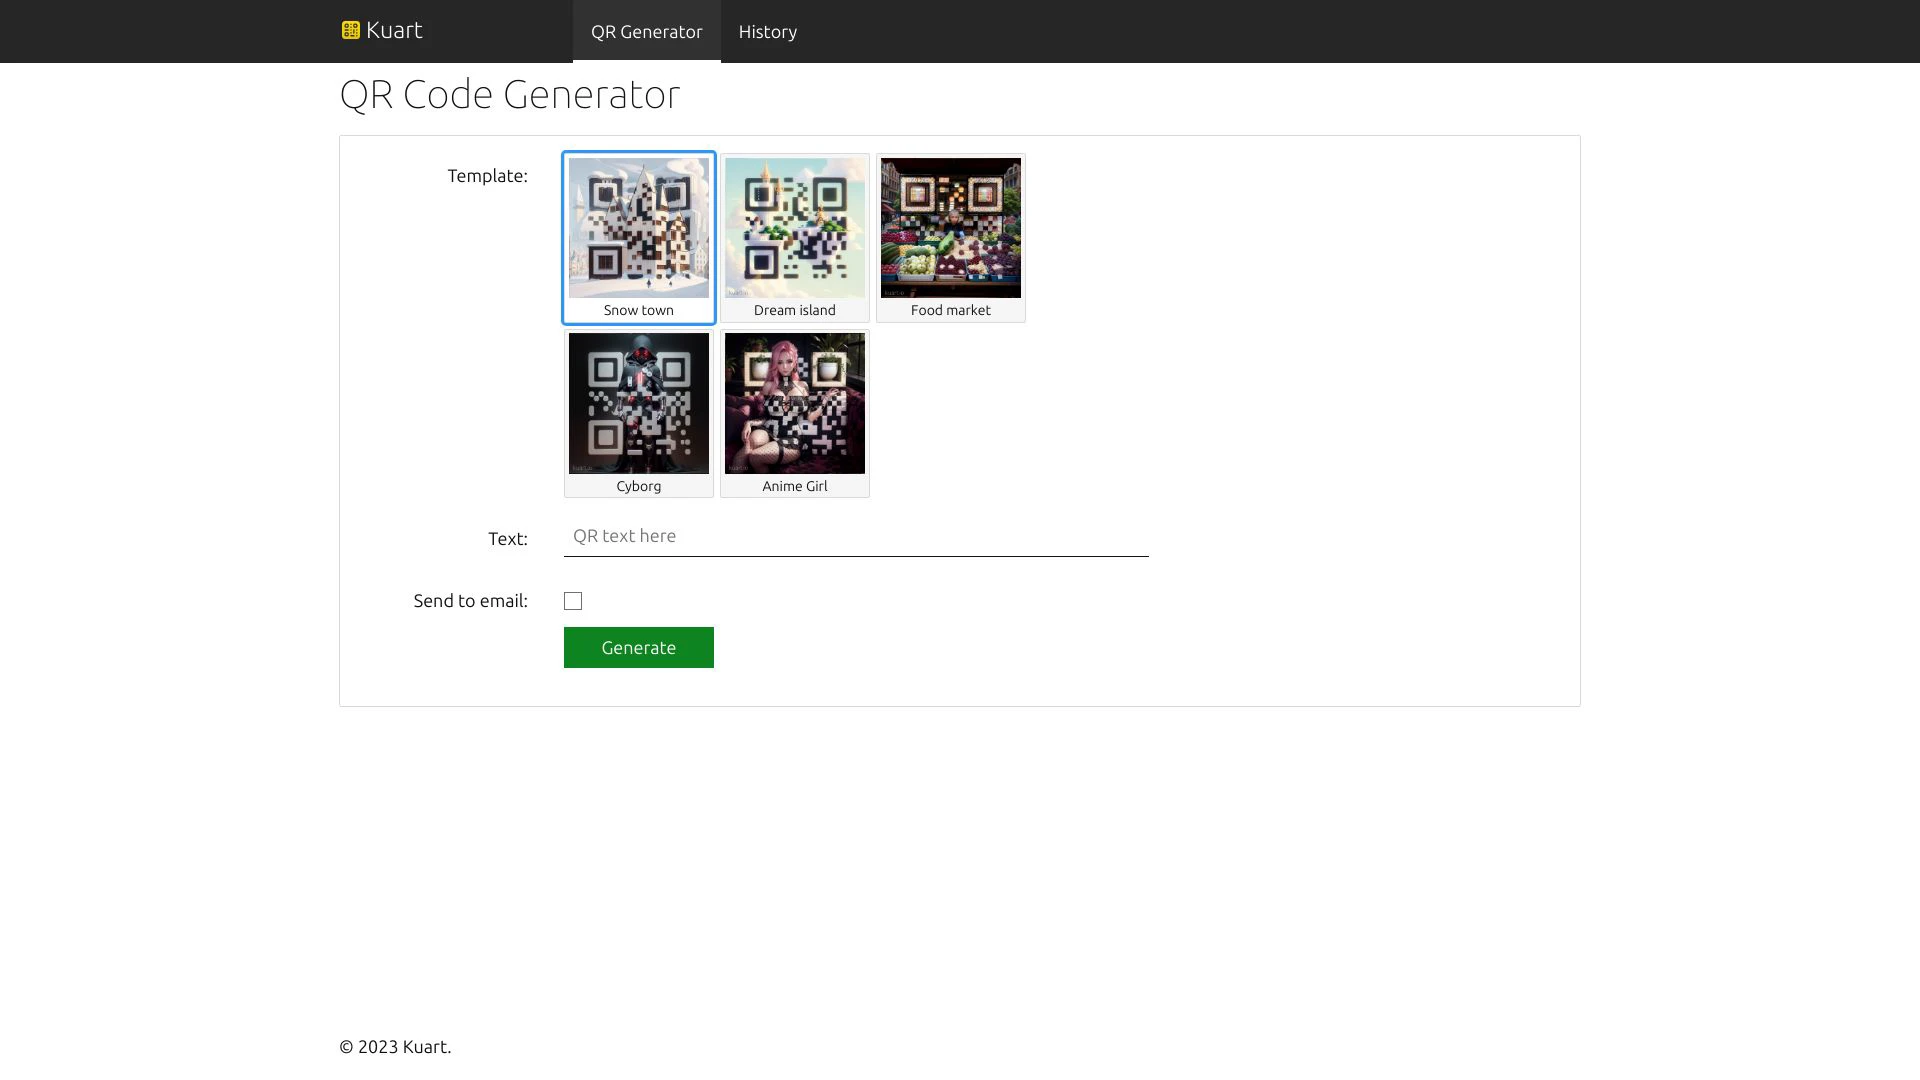 Kuart
QR Generator
History
QR Code Generator
Template:
Snow town
Dream island
Food market
Cyborg
Anime Girl
Text:
QR text here
Send to email:
Generate
© 2023 Kuart.